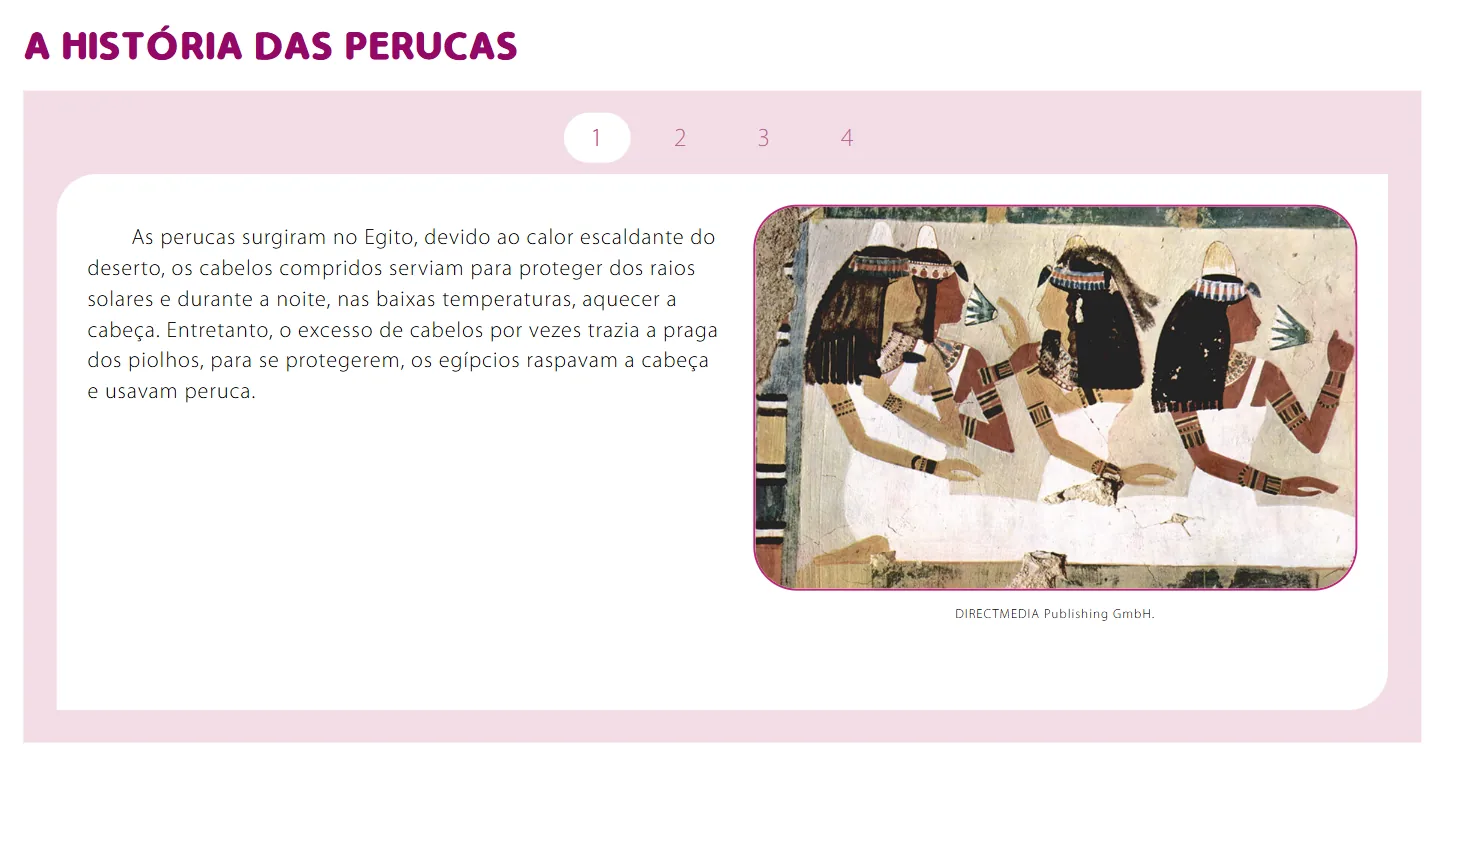 A HISTÓRIA DAS PERUCAS
1 2 3 4
As perucas surgiram no Egito, devido ao calor escaldante do
deserto, os cabelos compridos serviam para proteger dos raios
solares e durante a noite, nas baixas temperaturas, aquecer a
cabeça. Entretanto, o excesso de cabelos por vezes trazia a praga
dos piolhos, para se protegerem, os egípcios raspavam a cabeça
e usavam peruca.
DIRECTMEDIA Publishing GmbH.